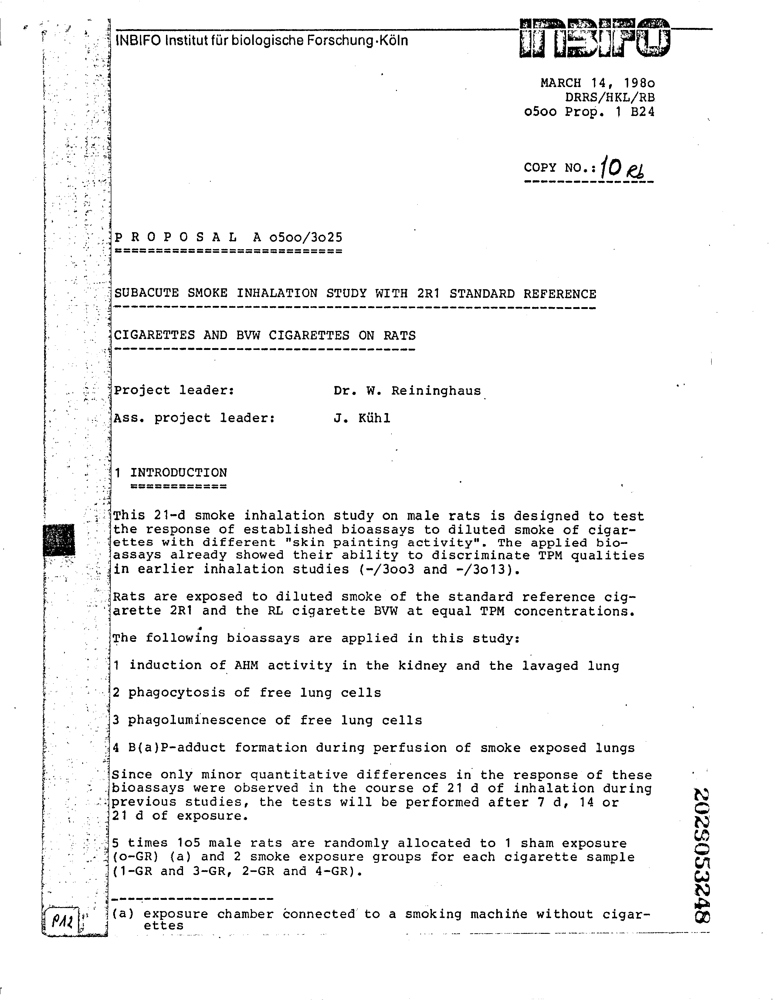 INBIFO Institut für biologische Forschung·Köln
INBIFO
MARCH 14, 198o
DRRS/HKL/RB
o5oo Prop. 1 B24
COPY NO.: 10 RL
P R O P O S A L A o5oo/3o25
SUBACUTE SMOKE INHALATION STUDY WITH 2R1 STANDARD REFERENCE
CIGARETTES AND BVW CIGARETTES ON RATS
Project leader: Dr. W. Reininghaus
Ass. project leader: J. Kühl
1 INTRODUCTION
This 21-d smoke inhalation study on male rats is designed to test
the response of established bioassays to diluted smoke of cigar-
ettes with different "skin painting activity". The applied bio-
assays already showed their ability to discriminate TPM qualities
in earlier inhalation studies (-/3oo3 and -/3o13).
Rats are exposed to diluted smoke of the standard reference cig-
arette 2R1 and the RL cigarette BVW at equal TPM concentrations.
The following bioassays are applied in this study:
1 induction of AHM activity in the kidney and the lavaged lung
2 phagocytosis of free lung cells
3 phagoluminescence of free lung cells
4 B(a)P-adduct formation during perfusion of smoke exposed lungs
Since only minor quantitative differences in the response of these
bioassays were observed in the course of 21 d of inhalation during
previous studies, the tests will be performed after 7 d, 14 or
21 d of exposure.
5 times 1o5 male rats are randomly allocated to 1 sham exposure
(o-GR) (a) and 2 smoke exposure groups for each cigarette sample
(1-GR and 3-GR, 2-GR and 4-GR).
(a) exposure chamber connected to a smoking machine without cigar-
ettes
PA2
2023053248